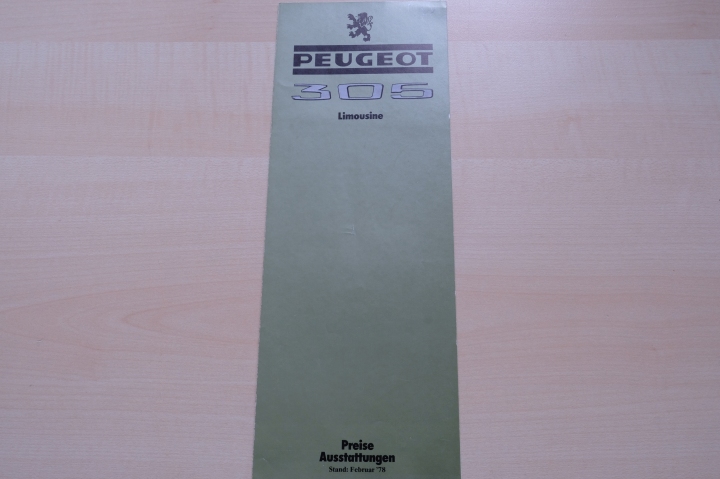 PEUGEOT
305
Limousine
Preise
Ausstattungen
Stand: Februar '78